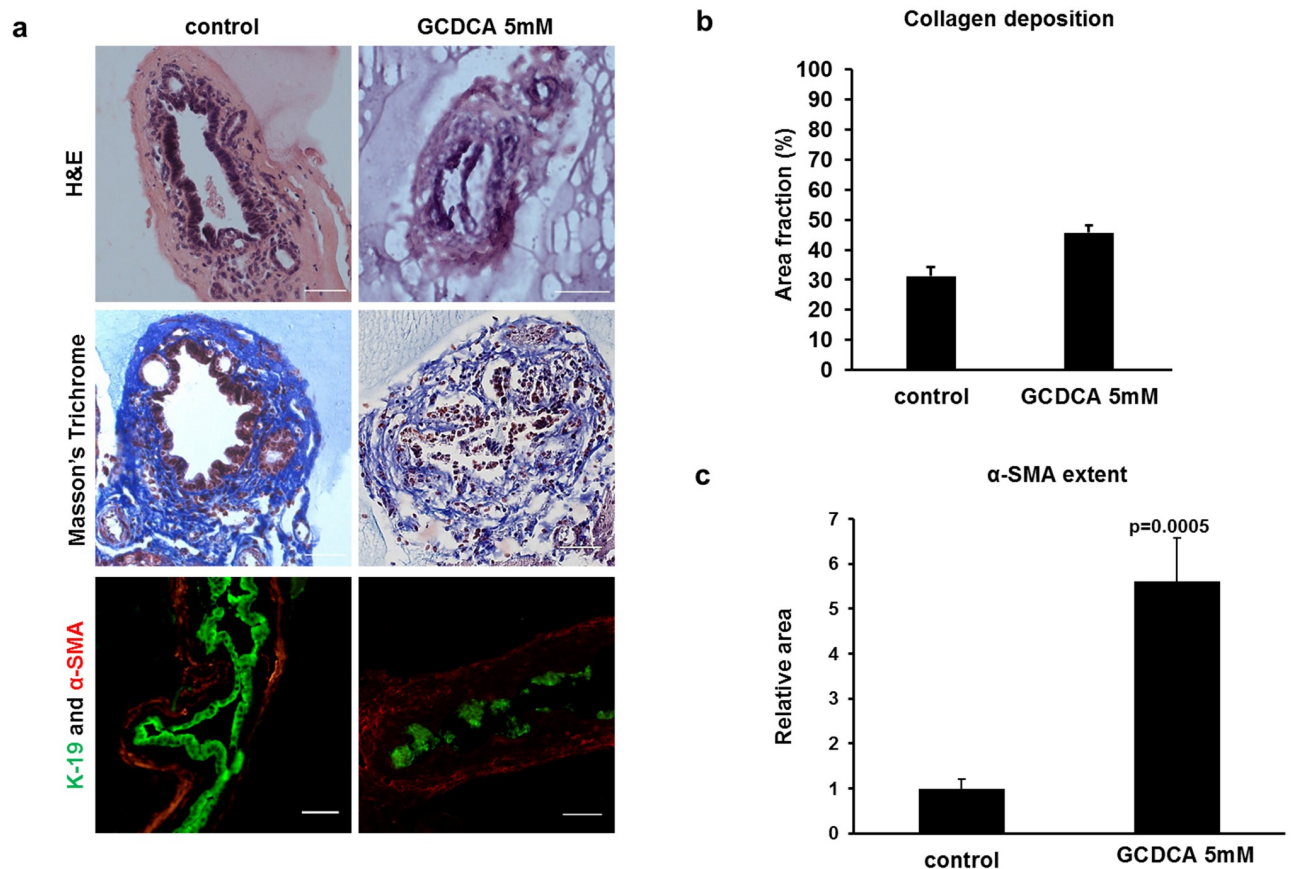 a
control
GCDCA 5mM
H&E
Masson's Trichrome
K-19 and α-SMA
b
Collagen deposition
Area fraction (%)
100
90
80
70
60
50
40
30
20
10
0
control
GCDCA 5mM
c
α-SMA extent
Relative area
7
6
5
4
3
2
1
0
p=0.0005
control
GCDCA 5mM